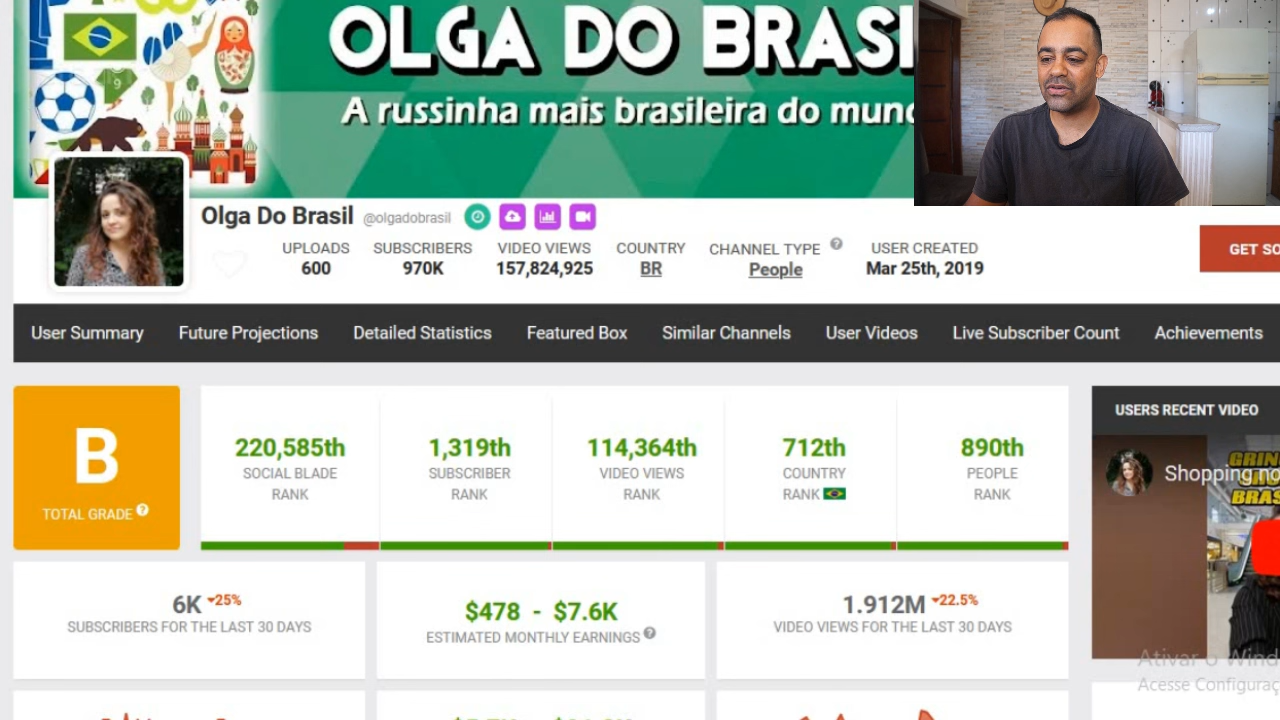 OLGA DO BRASI
A russinha mais brasileira do mund
9
Olga Do Brasil @olgadobrasil
UPLOADS
600
SUBSCRIBERS
970K
VIDEO VIEWS
157,824,925
COUNTRY
BR
CHANNEL TYPE ?
People
USER CREATED
Mar 25th, 2019
GET SO
User Summary Future Projections Detailed Statistics Featured Box Similar Channels User Videos Live Subscriber Count Achievements
B
TOTAL GRADE ?
220,585th
SOCIAL BLADE
RANK
1,319th
SUBSCRIBER
RANK
114,364th
VIDEO VIEWS
RANK
712th
COUNTRY
RANK
890th
PEOPLE
RANK
USERS RECENT VIDEO
Shopping no
GRIN
BRAS
6K 25%
SUBSCRIBERS FOR THE LAST 30 DAYS
$478 - $7.6K
ESTIMATED MONTHLY EARNINGS ?
1.912M 22.5%
VIDEO VIEWS FOR THE LAST 30 DAYS
Ativar o Wind
Acesse Configuraç